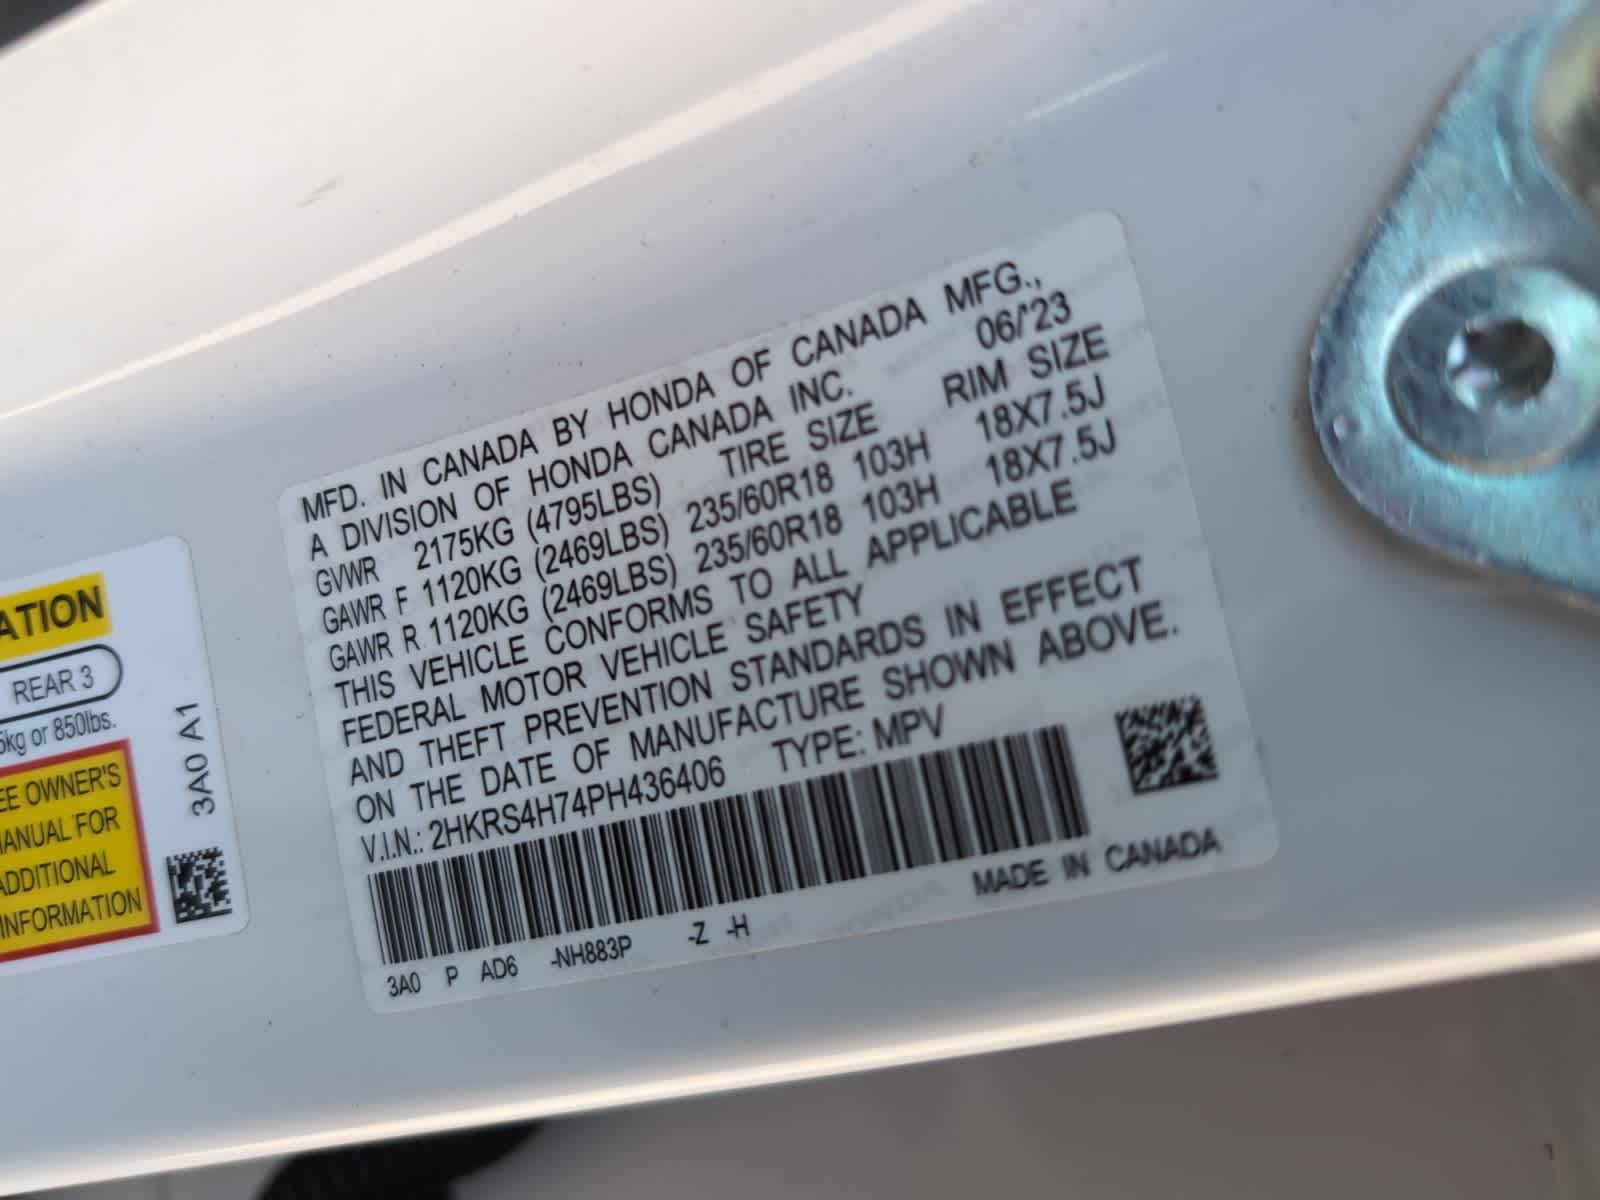 ATION
REAR 3
5kg or 850lbs.
EE OWNER'S
MANUAL FOR
ADDITIONAL
INFORMATION
3A0 A1
MFD. IN CANADA BY HONDA OF CANADA MFG.,
A DIVISION OF HONDA CANADA INC. 06/'23
GVWR 2175KG (4795LBS) TIRE SIZE RIM SIZE
GAWR F 1120KG (2469LBS) 235/60R18 103H 18X7.5J
GAWR R 1120KG (2469LBS) 235/60R18 103H 18X7.5J
THIS VEHICLE CONFORMS TO ALL APPLICABLE
FEDERAL MOTOR VEHICLE SAFETY
AND THEFT PREVENTION STANDARDS IN EFFECT
ON THE DATE OF MANUFACTURE SHOWN ABOVE.
V.I.N.: 2HKRS4H74PH436406 TYPE: MPV
3A0 P AD6 -NH883P -Z -H
MADE IN CANADA